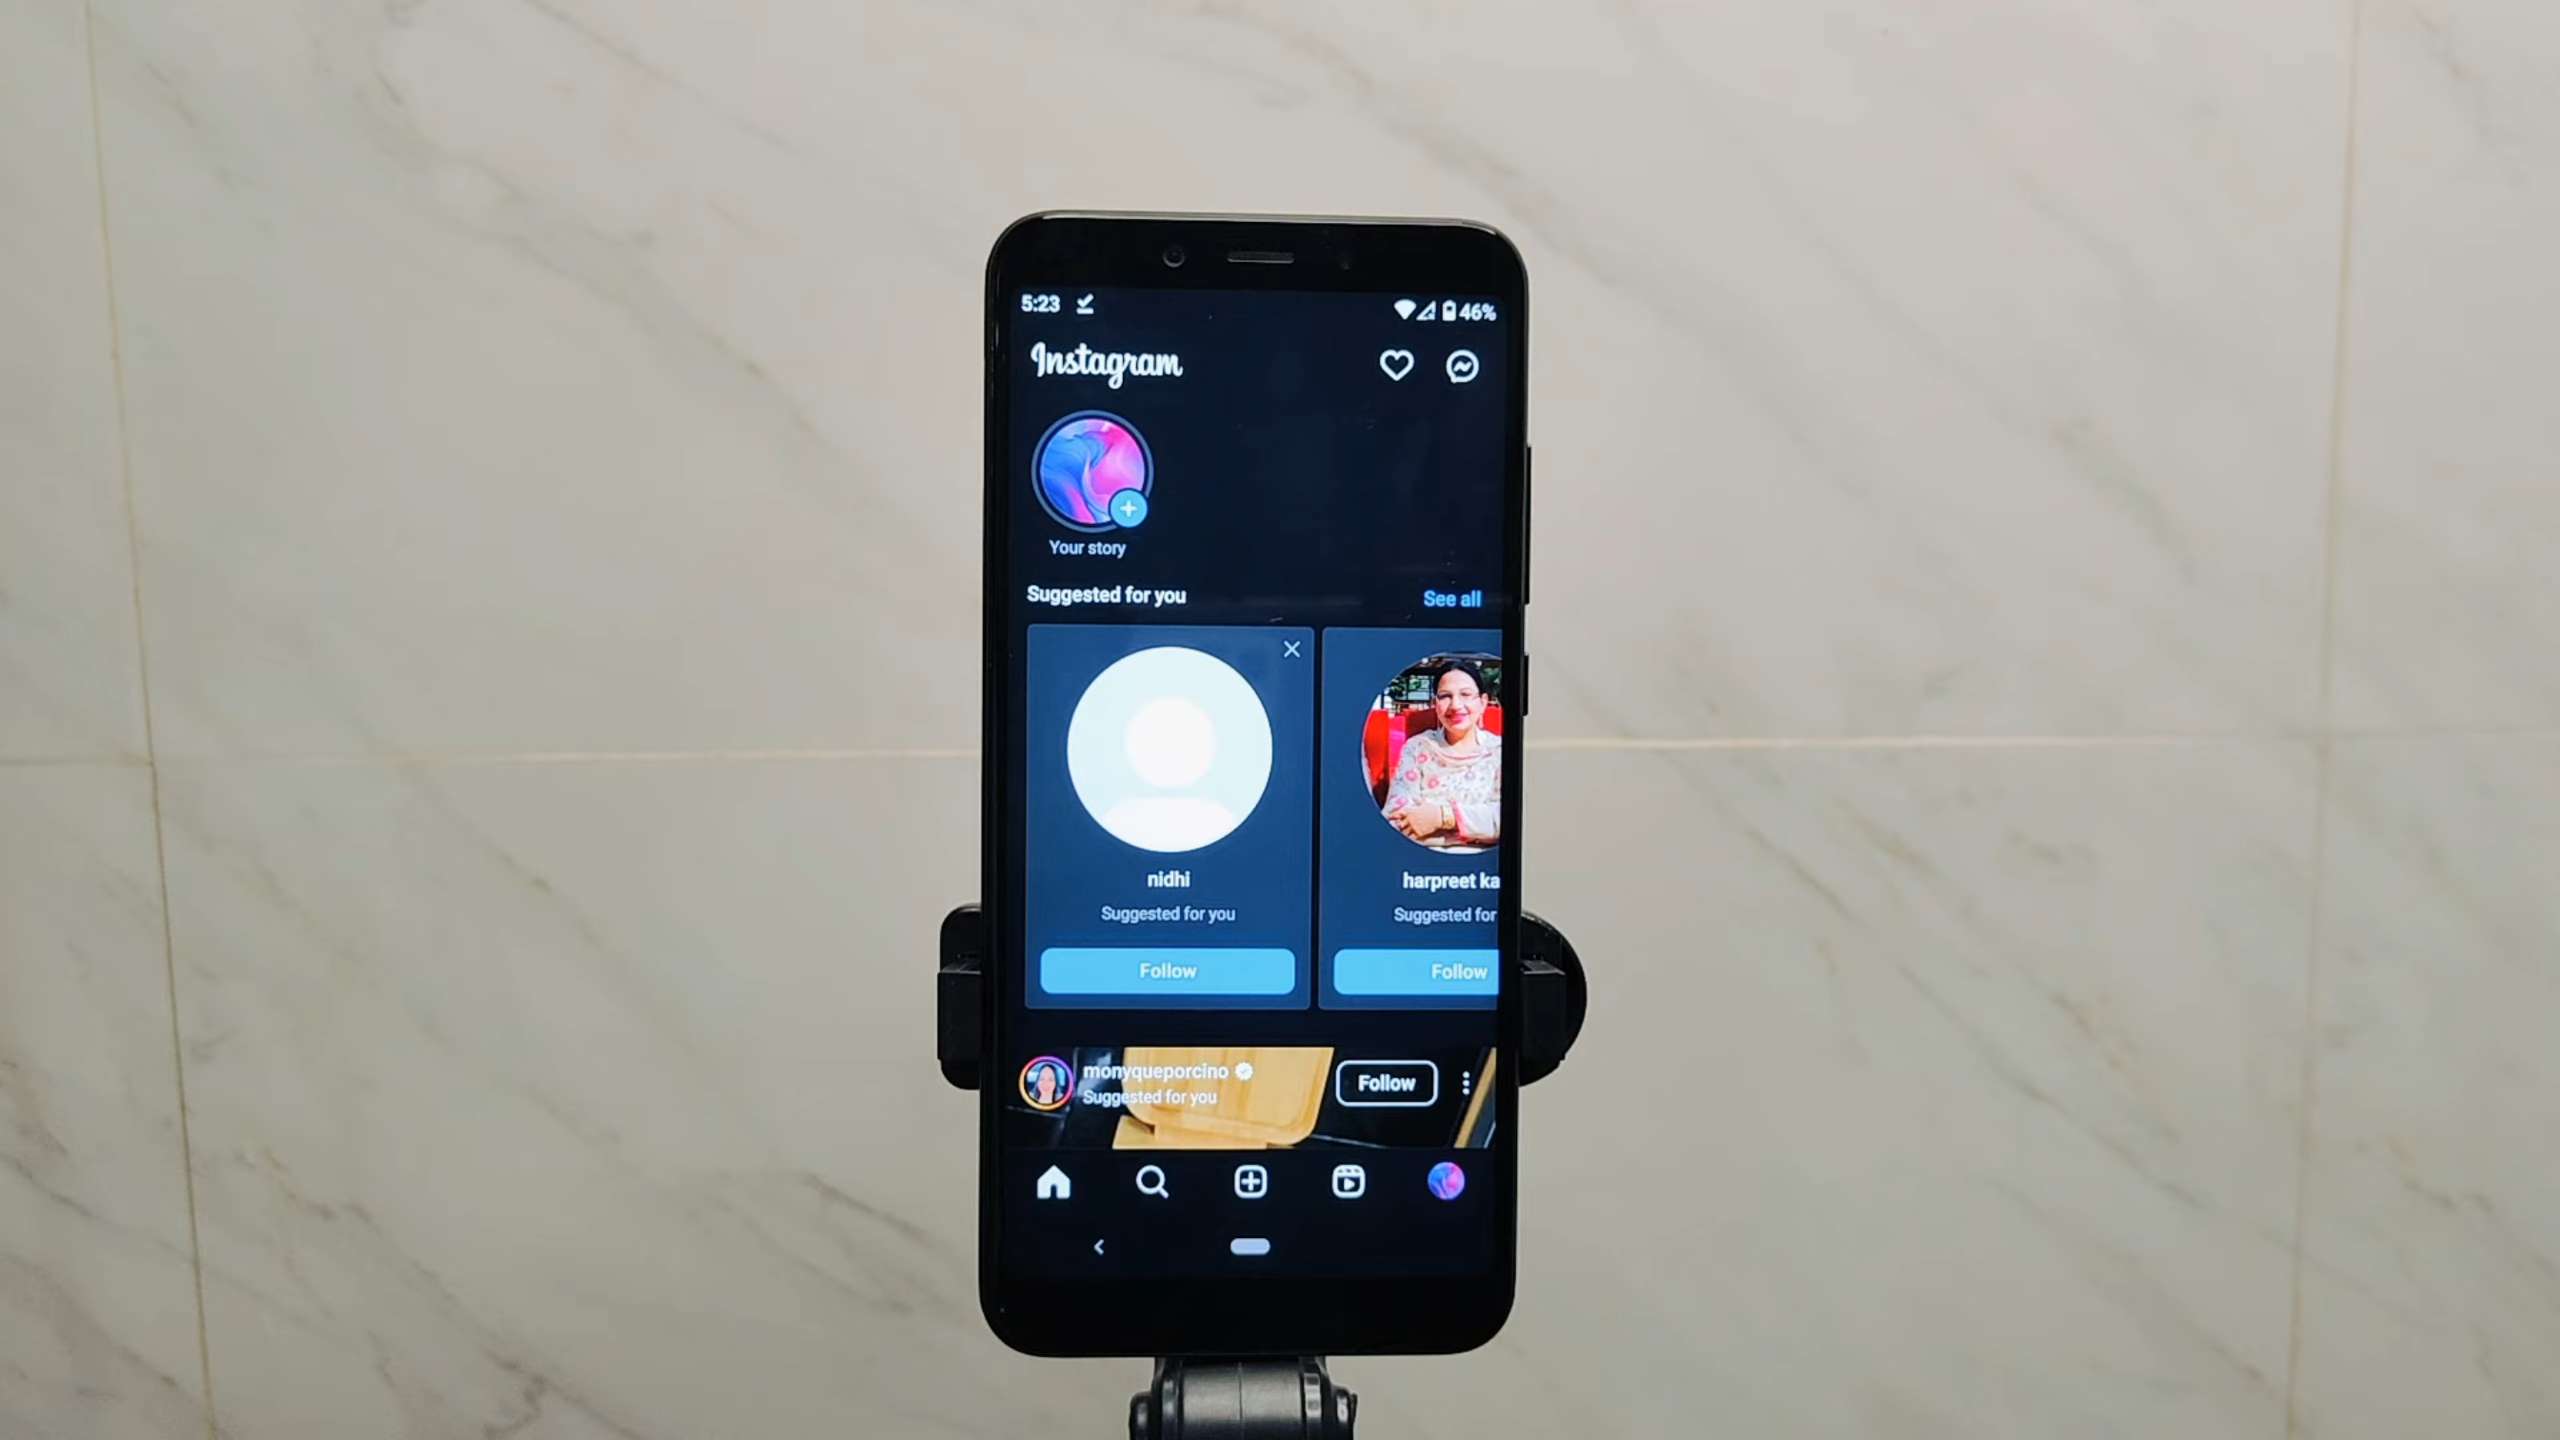 5:23
46%
Instagram
Your story
Suggested for you
See all
nidhi
Suggested for you
Follow
harpreet ka
Suggested for
Follow
monyqueporcino
Suggested for you
Follow